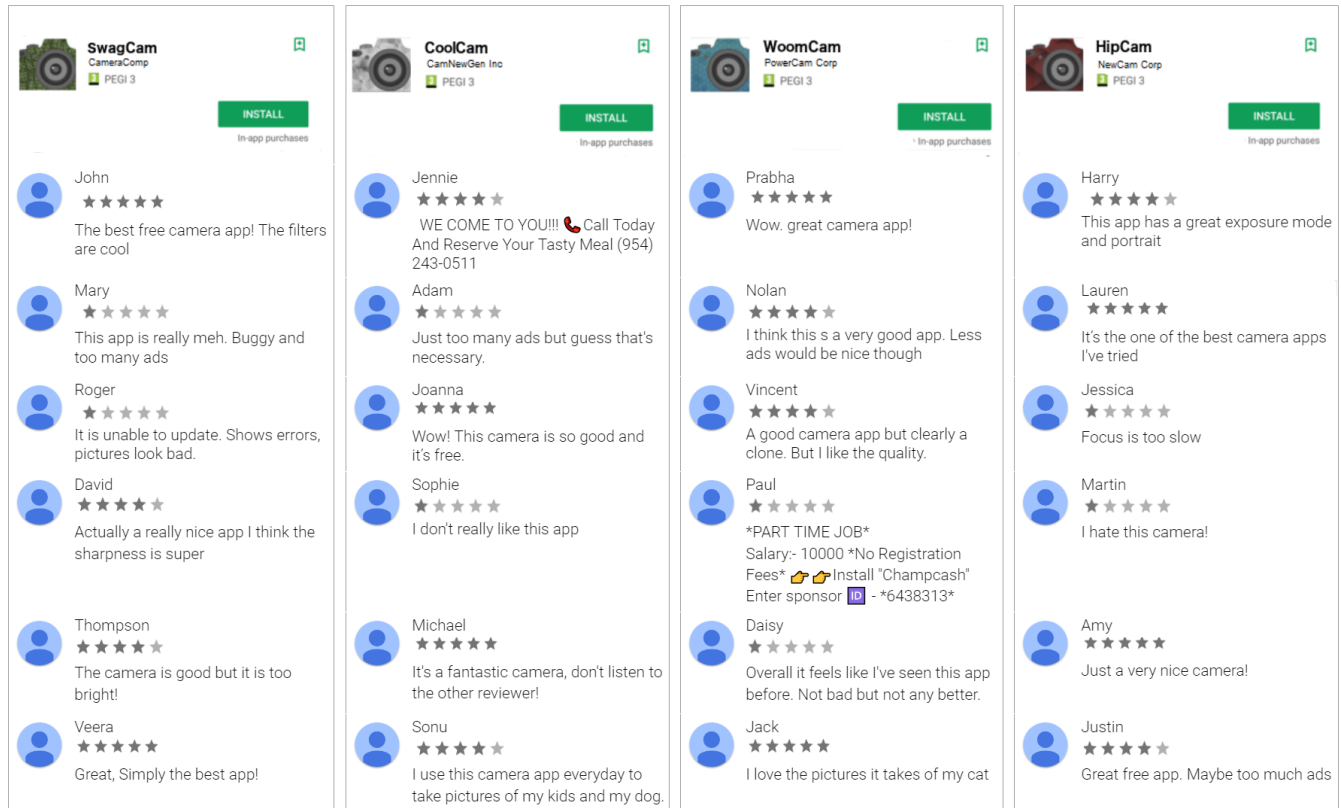 SwagCam
CameraComp
3 PEGI 3
INSTALL
In-app purchases
John
The best free camera app! The filters
are cool
Mary
This app is really meh. Buggy and
too many ads
Roger
It is unable to update. Shows errors,
pictures look bad.
David
Actually a really nice app I think the
sharpness is super
Thompson
The camera is good but it is too
bright!
Veera
Great, Simply the best app!
CoolCam
CamNewGen Inc
3 PEGI 3
INSTALL
In-app purchases
Jennie
WE COME TO YOU!!! 📞Call Today
And Reserve Your Tasty Meal (954)
243-0511
Adam
Just too many ads but guess that's
necessary.
Joanna
Wow! This camera is so good and
it's free.
Sophie
I don't really like this app
Michael
It's a fantastic camera, don't listen to
the other reviewer!
Sonu
I use this camera app everyday to
take pictures of my kids and my dog.
WoomCam
PowerCam Corp
3 PEGI 3
INSTALL
In-app purchases
Prabha
Wow. great camera app!
Nolan
I think this s a very good app. Less
ads would be nice though
Vincent
A good camera app but clearly a
clone. But I like the quality.
Paul
*PART TIME JOB*
Salary:- 10000 *No Registration
Fees* 👉👉Install "Champcash"
Enter sponsor 🆔 - *6438313*
Daisy
Overall it feels like I've seen this app
before. Not bad but not any better.
Jack
I love the pictures it takes of my cat
HipCam
NewCam Corp
3 PEGI 3
INSTALL
In-app purchases
Harry
This app has a great exposure mode
and portrait
Lauren
It's the one of the best camera apps
I've tried
Jessica
Focus is too slow
Martin
I hate this camera!
Amy
Just a very nice camera!
Justin
Great free app. Maybe too much ads